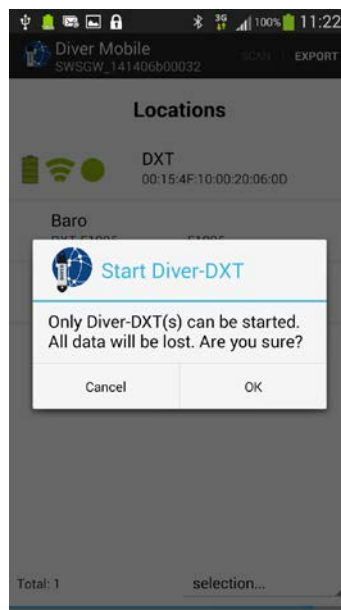 3G 100% 11:22
Diver Mobile SCAN EXPORT
SWSGW_141406b00032
Locations
DXT
00:15:4F:10:00:20:06:0D
Baro
Start Diver-DXT
Only Diver-DXT(s) can be started.
All data will be lost. Are you sure?
Cancel OK
Total: 1 selection...